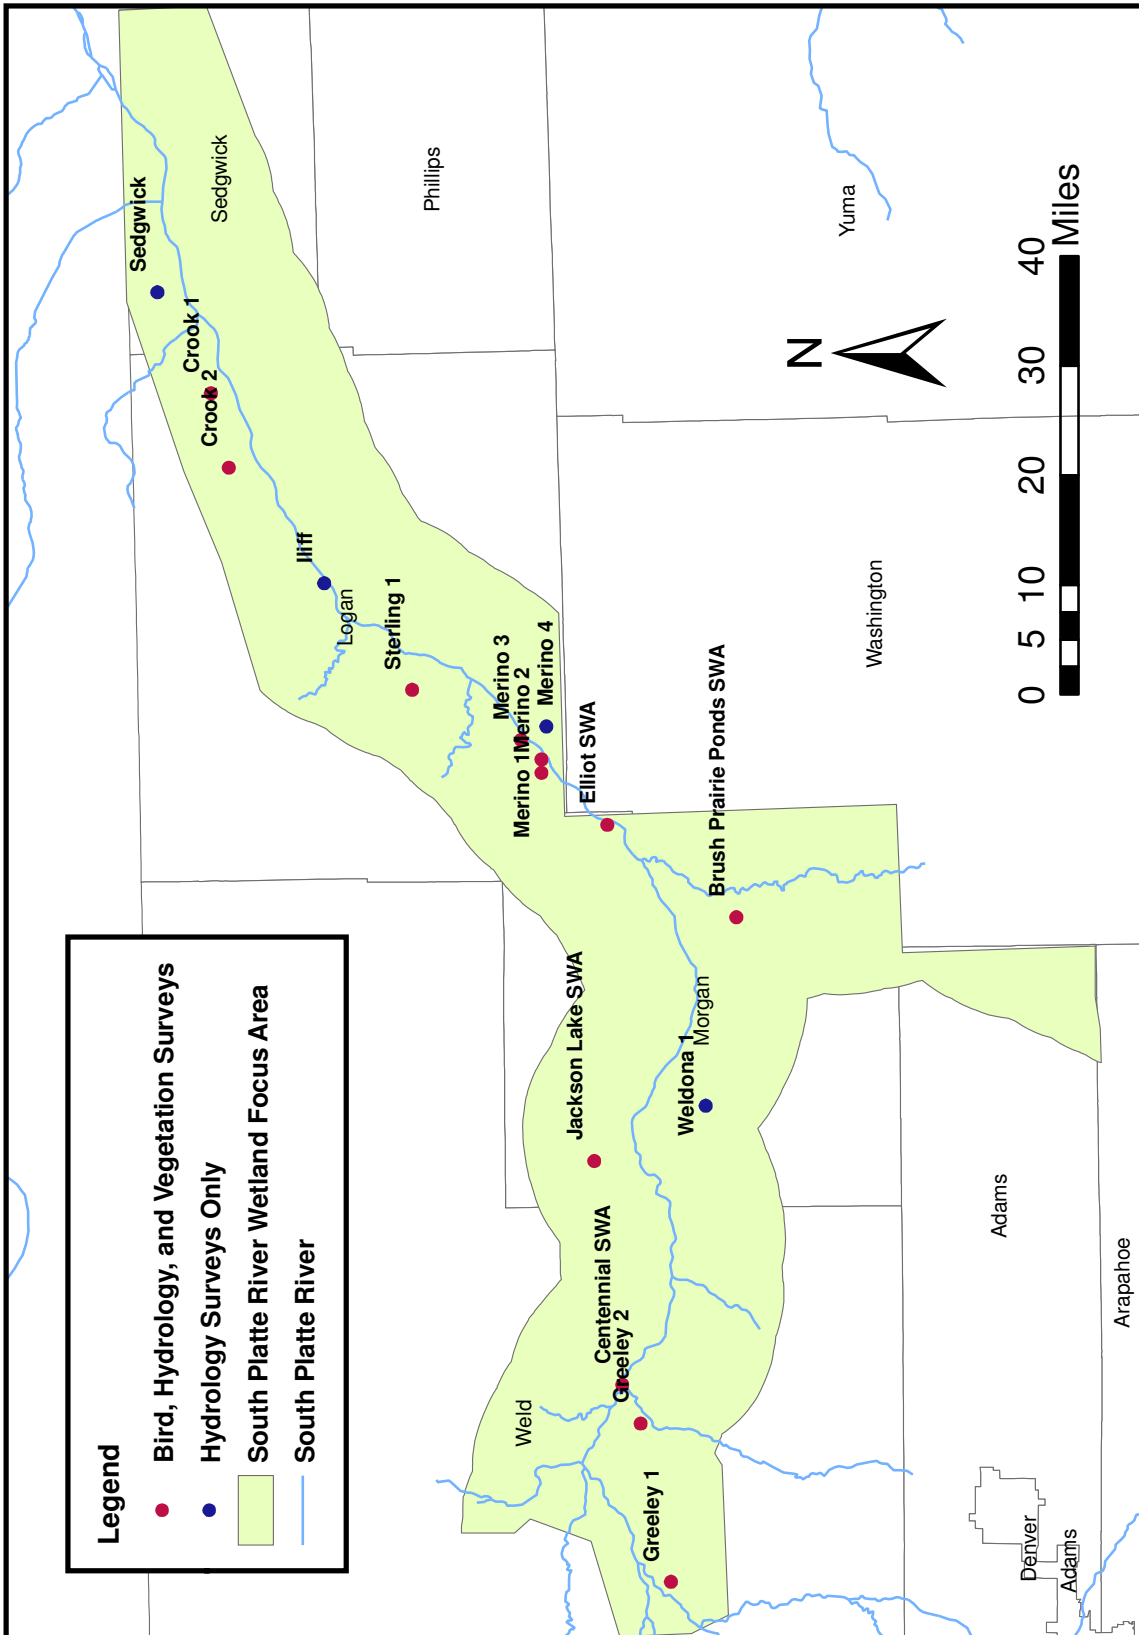 Legend
Bird, Hydrology, and Vegetation Surveys
Hydrology Surveys Only
South Platte River Wetland Focus Area
South Platte River
Sedgwick
Sedgwick
Crook 1
Crook 2
Phillips
Iliff
Logan
Sterling 1
Merino 3
Merino 2
Merino 1
Merino 4
Elliot SWA
Brush Prairie Ponds SWA
Jackson Lake SWA
Morgan
Weldona 1
Centennial SWA
Greeley 2
Weld
Greeley 1
Washington
Yuma
Adams
Arapahoe
Denver
Adams
N
0 5 10 20 30 40
Miles